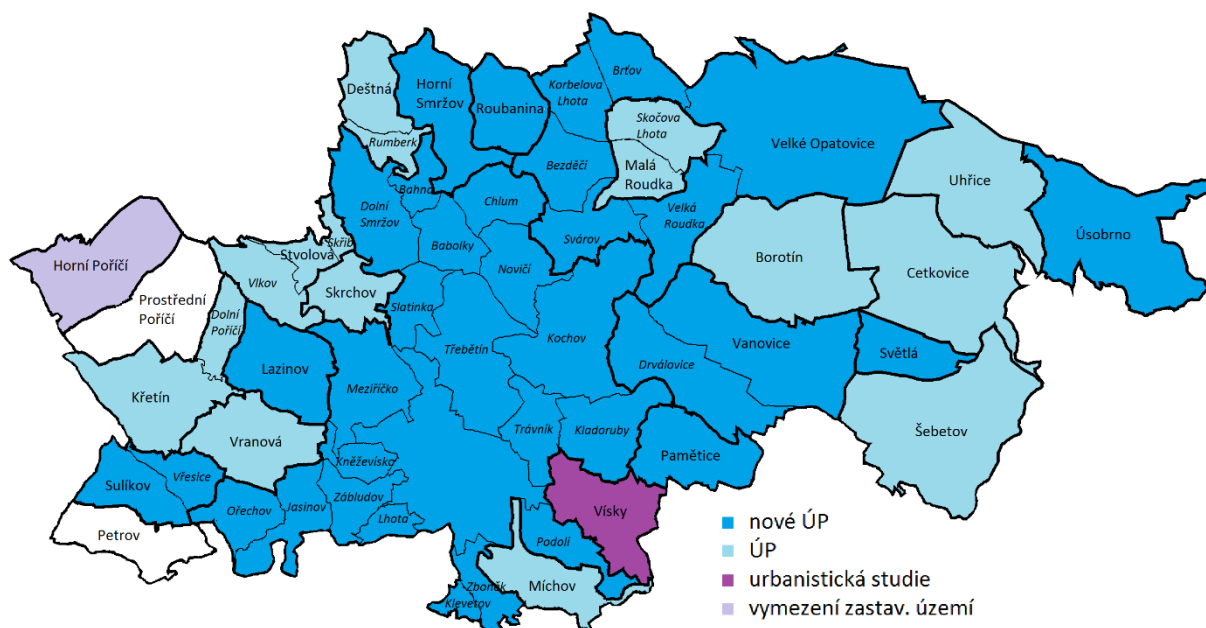 Deštná
Horní
Smržov
Roubanina
Korbelova
Lhota
Brťov
Skočova
Lhota
Velké Opatovice
Rumberk
Bezděčí
Malá
Roudka
Uhřice
Bahna
Chlum
Dolní
Smržov
Velká
Roudka
Úsobrno
Skřib
Babolky
Svárov
Stvolová
Horní Poříčí
Vlkov
Novičí
Borotín
Cetkovice
Skrchov
Prostřední
Poříčí
Dolní
Poříčí
Slatinka
Třebětín
Kochov
Vanovice
Světlá
Lazinov
Meziříčko
Drválovice
Křetín
Vranová
Trávník
Kladoruby
Šebetov
Pamětice
Kněževísko
Vřesice
Sulíkov
Zábludov
Ořechov
Jasinov
Vísky
Lhota
Petrov
Podolí
Zboněk
Míchov
Klevetov
nové ÚP
ÚP
urbanistická studie
vymezení zastav. území